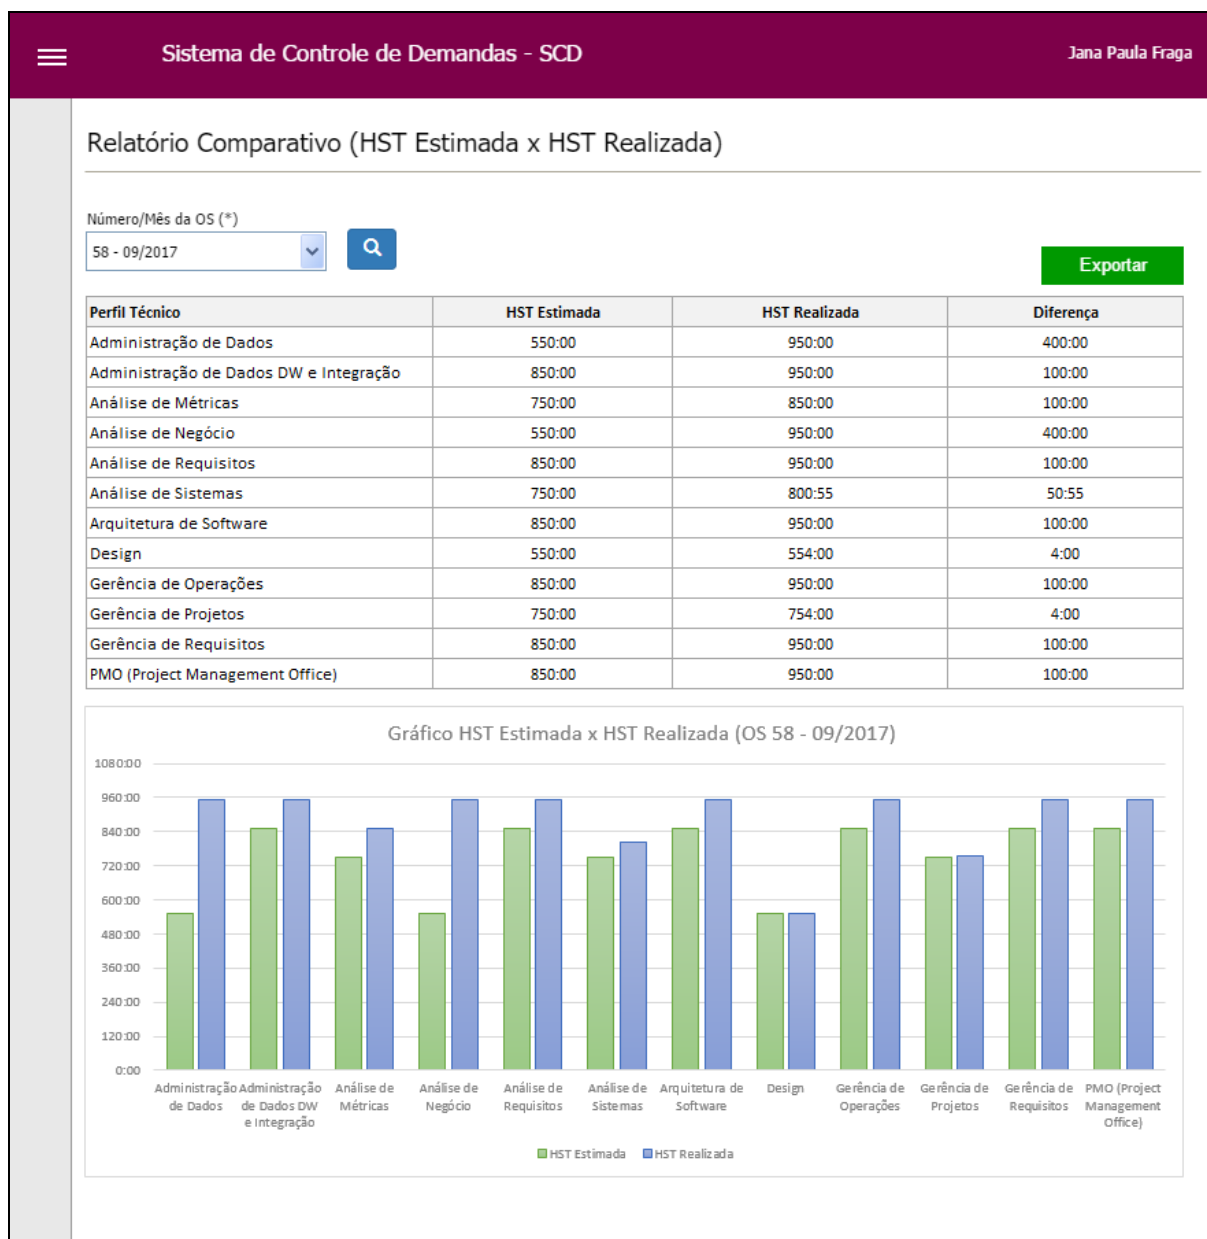 Sistema de Controle de Demandas - SCD
Jana Paula Fraga
Relatório Comparativo (HST Estimada x HST Realizada)
Número/Mês da OS (*)
58 - 09/2017
Exportar
Perfil Técnico HST Estimada HST Realizada Diferença
Administração de Dados 550:00 950:00 400:00
Administração de Dados DW e Integração 850:00 950:00 100:00
Análise de Métricas 750:00 850:00 100:00
Análise de Negócio 550:00 950:00 400:00
Análise de Requisitos 850:00 950:00 100:00
Análise de Sistemas 750:00 800:55 50:55
Arquitetura de Software 850:00 950:00 100:00
Design 550:00 554:00 4:00
Gerência de Operações 850:00 950:00 100:00
Gerência de Projetos 750:00 754:00 4:00
Gerência de Requisitos 850:00 950:00 100:00
PMO (Project Management Office) 850:00 950:00 100:00
Gráfico HST Estimada x HST Realizada (OS 58 - 09/2017)
1080:00
960:00
840:00
720:00
600:00
480:00
360:00
240:00
120:00
0:00
Administração Administração Análise de Análise de Análise de Análise de Arquitetura de Design Gerência de Gerência de Gerência de PMO (Project
de Dados de Dados DW Métricas Negócio Requisitos Sistemas Software Operações Projetos Requisitos Management
e Integração Office)
HST Estimada HST Realizada